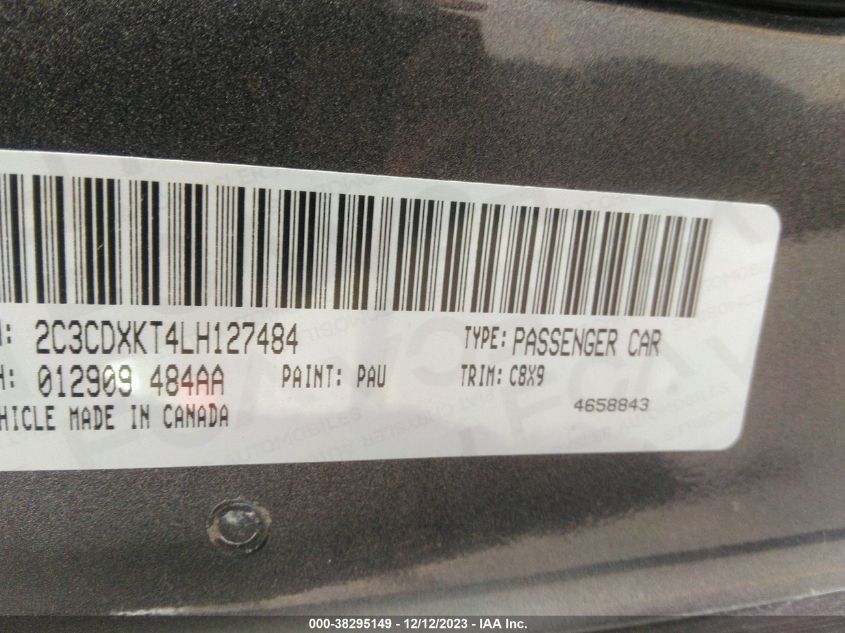 : 2C3CDXKT4LH127484 TYPE: PASSENGER CAR
H: 012909 484AA PAINT: PAU TRIM: C8X9
HICLE MADE IN CANADA 4658843
000-38295149 - 12/12/2023 - IAA Inc.